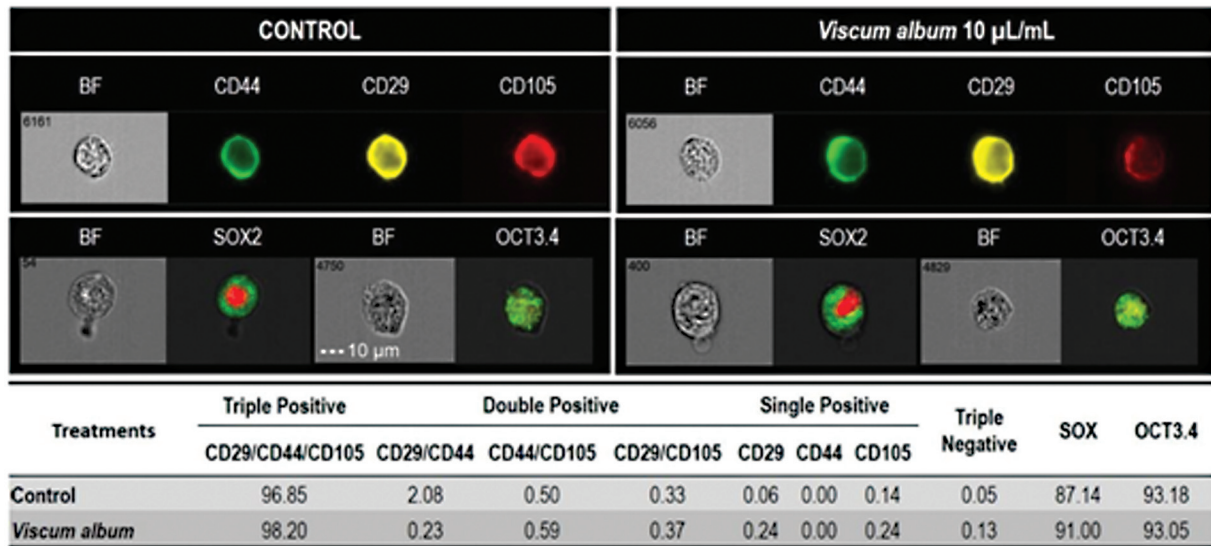 CONTROL Viscum album 10 µL/mL
BF CD44 CD29 CD105 BF CD44 CD29 CD105
6161 6056
BF SOX2 BF OCT3.4 BF SOX2 BF OCT3.4
54 4750 400 4829
10 µm
Treatments Triple Positive Double Positive Single Positive Triple Negative SOX OCT3.4
CD29/CD44/CD105 CD29/CD44 CD44/CD105 CD29/CD105 CD29 CD44 CD105
Control 96.85 2.08 0.50 0.33 0.06 0.00 0.14 0.05 87.14 93.18
Viscum album 98.20 0.23 0.59 0.37 0.24 0.00 0.24 0.13 91.00 93.05